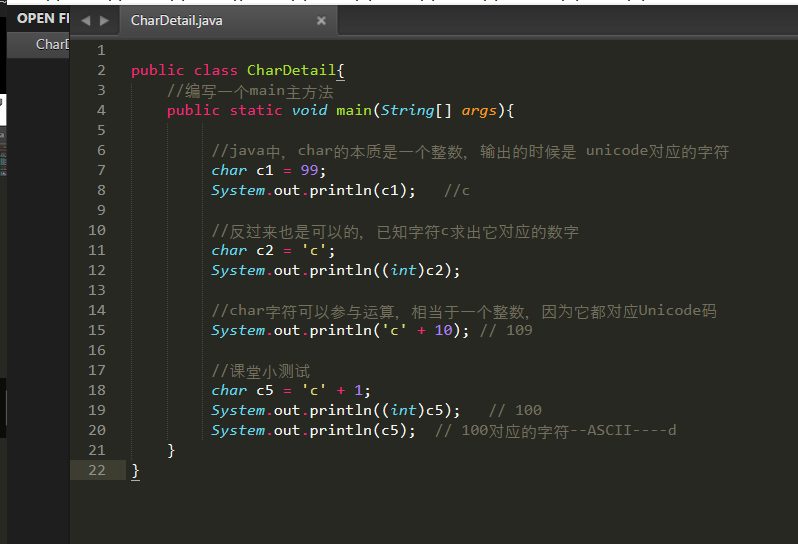 OPEN FI
CharDetail.java
CharD
1
2 public class CharDetail{
3 //编写一个main主方法
4 public static void main(String[] args){
5
6 //java中，char的本质是一个整数，输出的时候是 unicode对应的字符
7 char c1 = 99;
8 System.out.println(c1); //c
9
10 //反过来也是可以的，已知字符c求出它对应的数字
11 char c2 = 'c';
12 System.out.println((int)c2);
13
14 //char字符可以参与运算，相当于一个整数，因为它都对应Unicode码
15 System.out.println('c' + 10); // 109
16
17 //课堂小测试
18 char c5 = 'c' + 1;
19 System.out.println((int)c5); // 100
20 System.out.println(c5); // 100对应的字符--ASCII----d
21 }
22 }